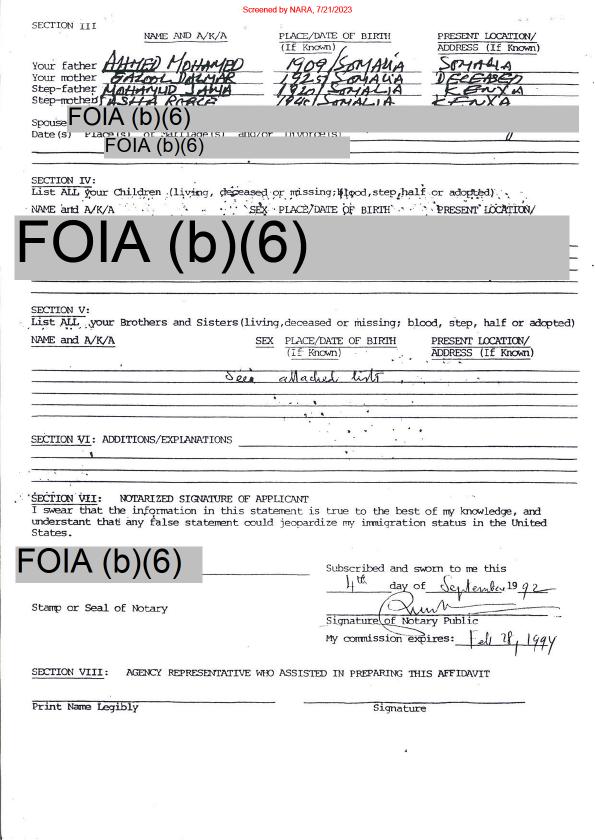 Screened by NARA, 7/21/2023
SECTION III
NAME AND A/K/A PLACE/DATE OF BIRTH PRESENT LOCATION/
(If Known) ADDRESS (If Known)
Your father AHMED MOHAMED 1909/SOMALIA SOMALIA
Your mother 1925/SOMALIA DECEASED
Step-father MOHAMUD JAMA 1920/SOMALIA KENYA
Step-mother ASHA 1940/SOMALIA KENYA
Spouse FOIA (b)(6)
Date(s) Place(s) of Marriage(s) and/or Divorce(s)
FOIA (b)(6)
SECTION IV:
List ALL your Children (living, deceased or missing; blood, step, half or adopted)
NAME and A/K/A SEX PLACE/DATE OF BIRTH PRESENT LOCATION/
FOIA (b)(6)
SECTION V:
List ALL your Brothers and Sisters (living, deceased or missing; blood, step, half or adopted)
NAME and A/K/A SEX PLACE/DATE OF BIRTH PRESENT LOCATION/
(If Known) ADDRESS (If Known)
See attached list
SECTION VI: ADDITIONS/EXPLANATIONS
SECTION VII: NOTARIZED SIGNATURE OF APPLICANT
I swear that the information in this statement is true to the best of my knowledge, and
understand that any false statement could jeopardize my immigration status in the United
States.
FOIA (b)(6)
Subscribed and sworn to me this
4th day of September 1992
Stamp or Seal of Notary
Signature of Notary Public
My commission expires: Feb 28, 1994
SECTION VIII: AGENCY REPRESENTATIVE WHO ASSISTED IN PREPARING THIS AFFIDAVIT
Print Name Legibly Signature